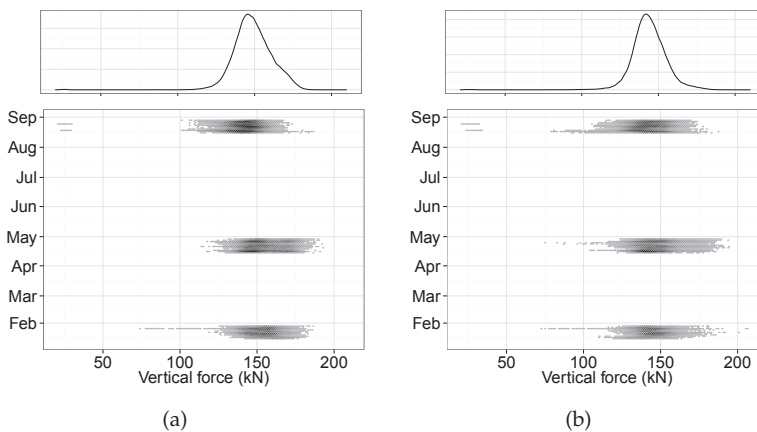 Sep
Aug
Jul
Jun
May
Apr
Mar
Feb
50 100 150 200
Vertical force (kN)
(a)
Sep
Aug
Jul
Jun
May
Apr
Mar
Feb
50 100 150 200
Vertical force (kN)
(b)